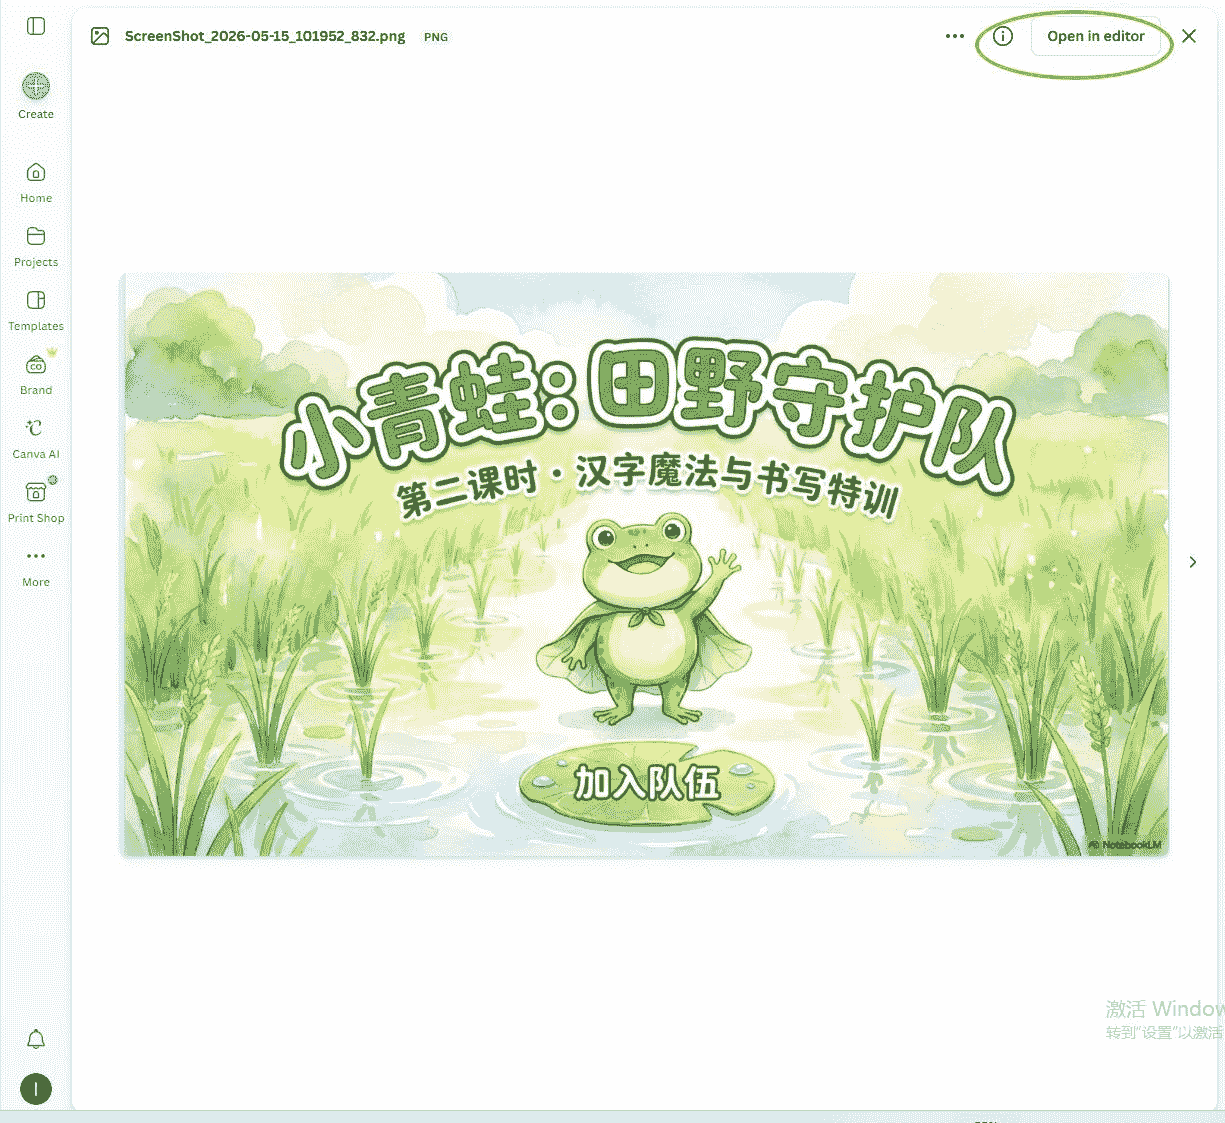 ScreenShot_2026-05-15_101952_832.png PNG
Open in editor
Create
Home
Projects
Templates
CO
Brand
Canva AI
Print Shop
More
小青蛙：田野守护队
第二课时·汉字魔法与书写特训
加入队伍
NotebookLM
激活 Window
转到"设置"以激活
I